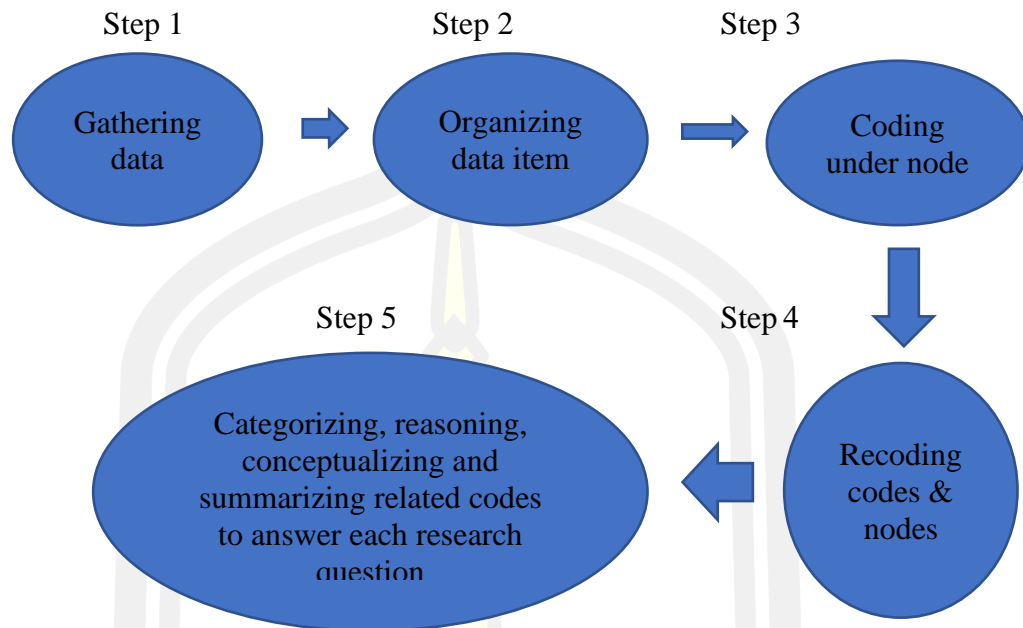 Step 1
Gathering
data
Step 2
Organizing
data item
Step 3
Coding
under node
Step 4
Recoding
codes &
nodes
Step 5
Categorizing, reasoning,
conceptualizing and
summarizing related codes
to answer each research
question